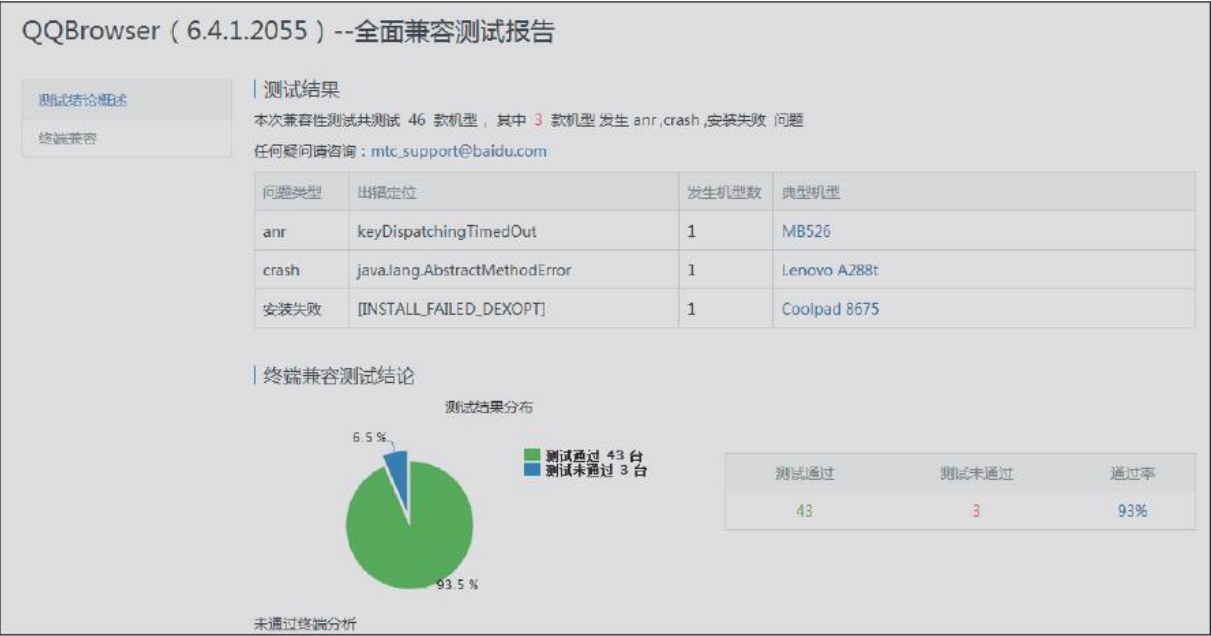 QQBrowser（6.4.1.2055）--全面兼容测试报告
测试结论概述
终端兼容
测试结果
本次兼容性测试共测试 46 款机型，其中 3 款机型 发生 anr ,crash ,安装失败 问题
任何疑问请咨询：mtc_support@baidu.com
问题类型 出错定位 发生机型数 典型机型
anr keyDispatchingTimedOut 1 MB526
crash java.lang.AbstractMethodError 1 Lenovo A288t
安装失败 [INSTALL_FAILED_DEXOPT] 1 Coolpad 8675
终端兼容测试结论
测试结果分布
6.5 %
测试通过 43 台
测试未通过 3 台
93.5 %
测试通过 测试未通过 通过率
43 3 93%
未通过终端分析